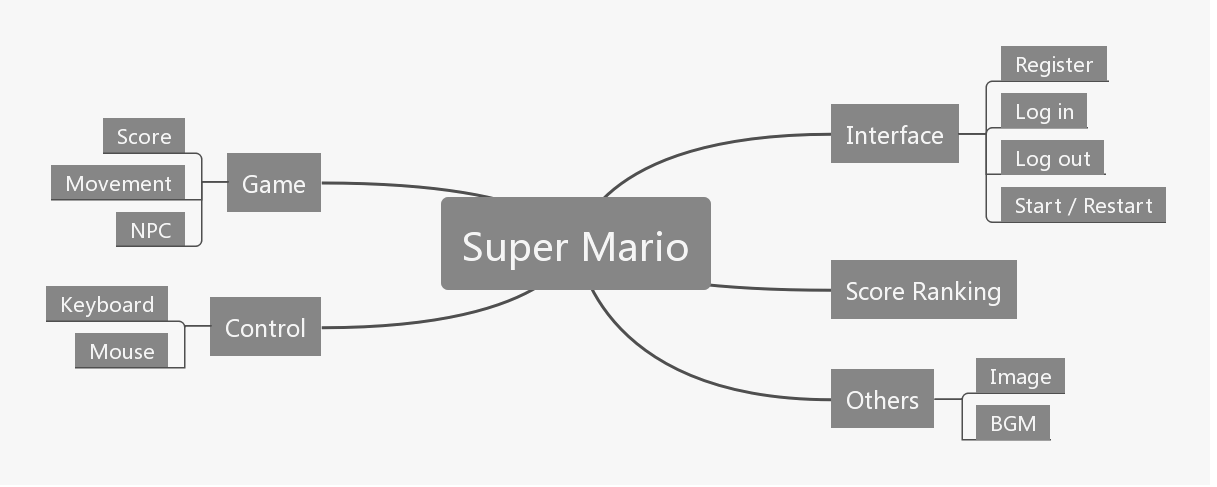 Super Mario
Game
Score
Movement
NPC
Control
Keyboard
Mouse
Interface
Register
Log in
Log out
Start / Restart
Score Ranking
Others
Image
BGM